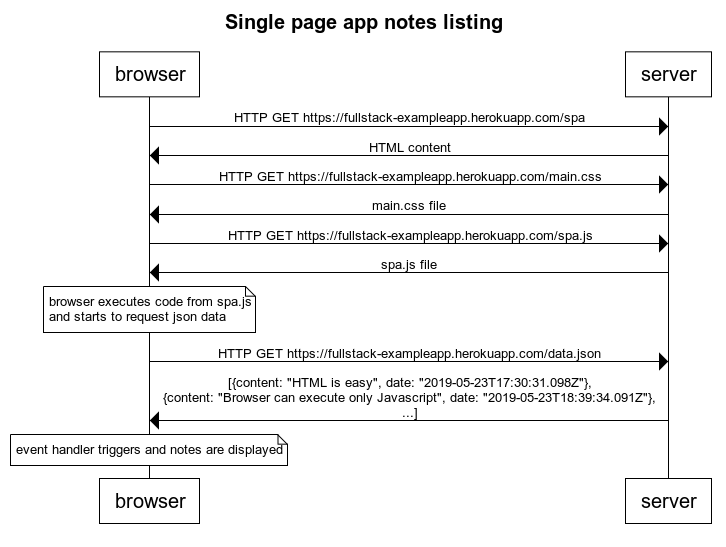 Single page app notes listing
browser
server
HTTP GET https://fullstack-exampleapp.herokuapp.com/spa
HTML content
HTTP GET https://fullstack-exampleapp.herokuapp.com/main.css
main.css file
HTTP GET https://fullstack-exampleapp.herokuapp.com/spa.js
spa.js file
browser executes code from spa.js
and starts to request json data
HTTP GET https://fullstack-exampleapp.herokuapp.com/data.json
[{content: "HTML is easy", date: "2019-05-23T17:30:31.098Z"},
{content: "Browser can execute only Javascript", date: "2019-05-23T18:39:34.091Z"},
...]
event handler triggers and notes are displayed
browser
server